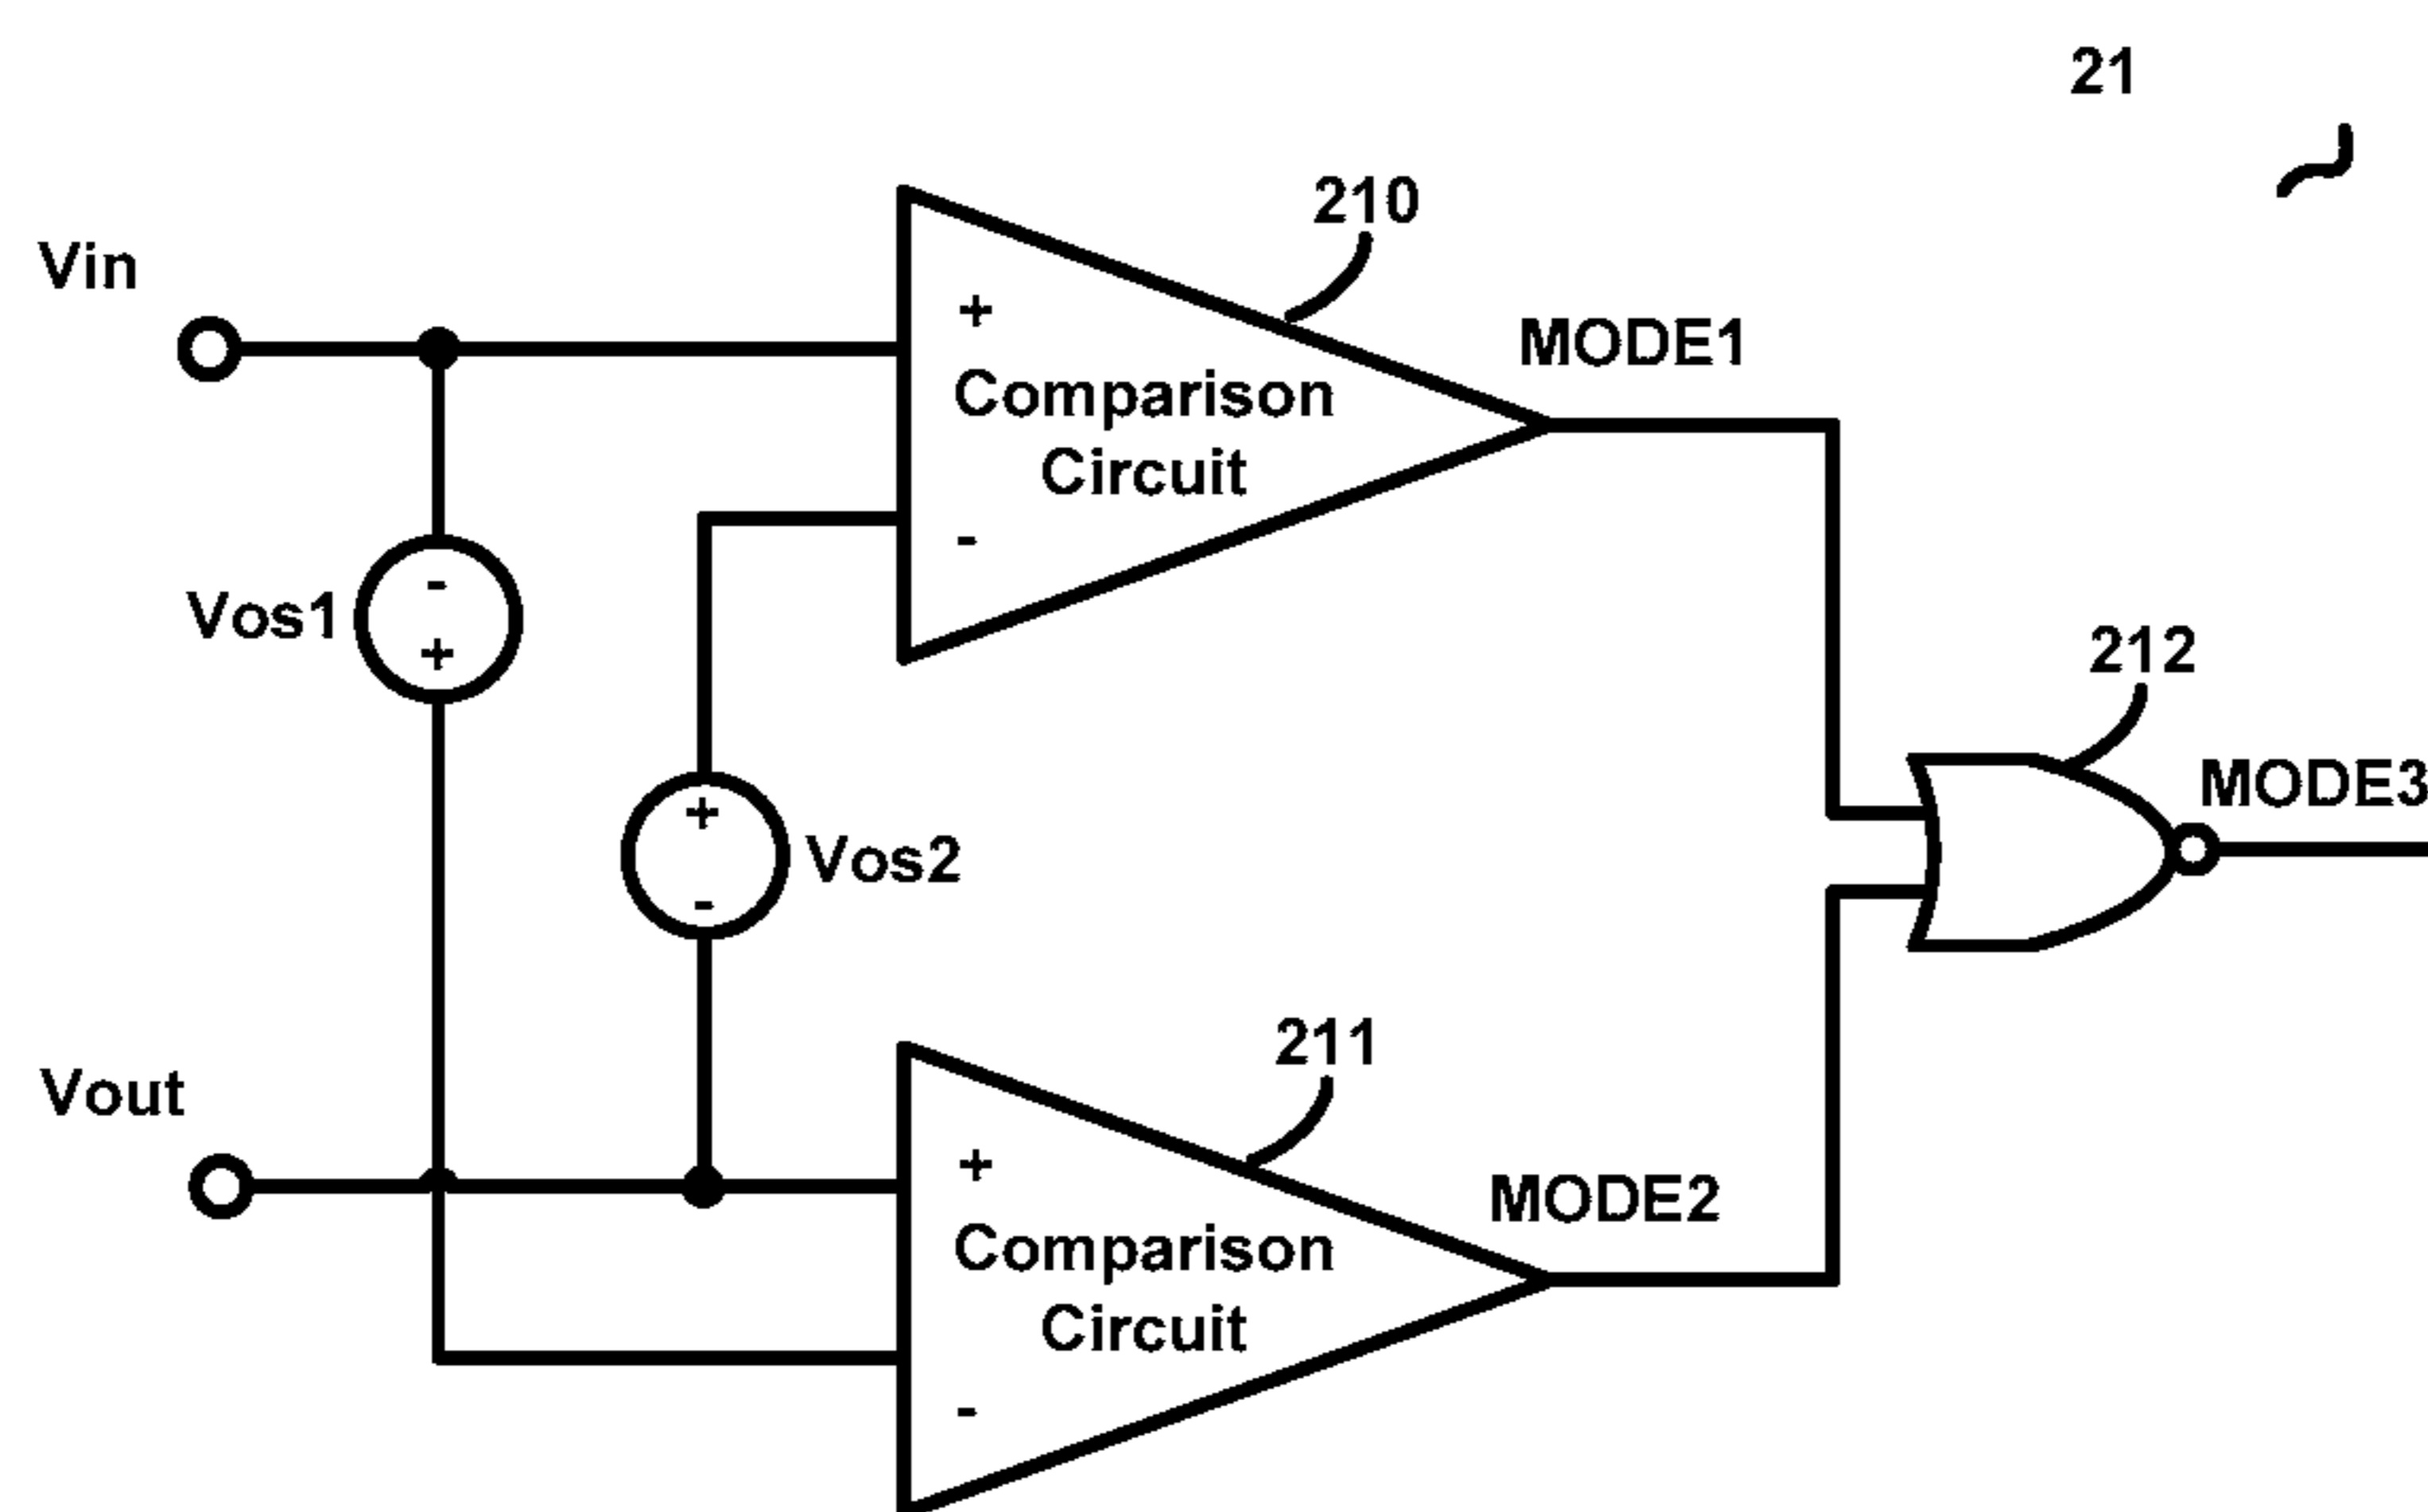 21
210
Vin
+
MODE1
Comparison
Circuit
-
-
Vos1
+
212
MODE3
+
Vos2
-
211
Vout
+
MODE2
Comparison
Circuit
-